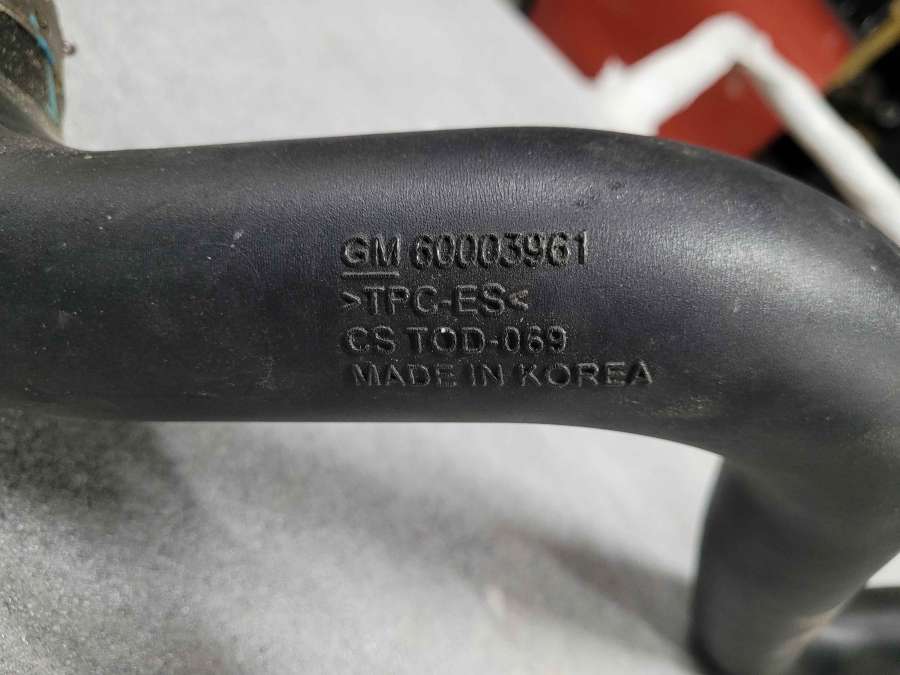 GM 60003961
>TPC-ES<
CS TOD-069
MADE IN KOREA